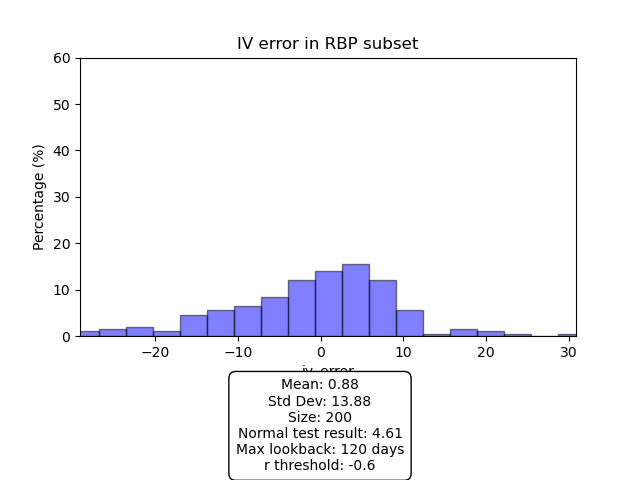 IV error in RBP subset
60
50
40
30
20
10
0
Percentage (%)
−20
−10
0
10
20
30
iv_error
Mean: 0.88
Std Dev: 13.88
Size: 200
Normal test result: 4.61
Max lookback: 120 days
r threshold: -0.6